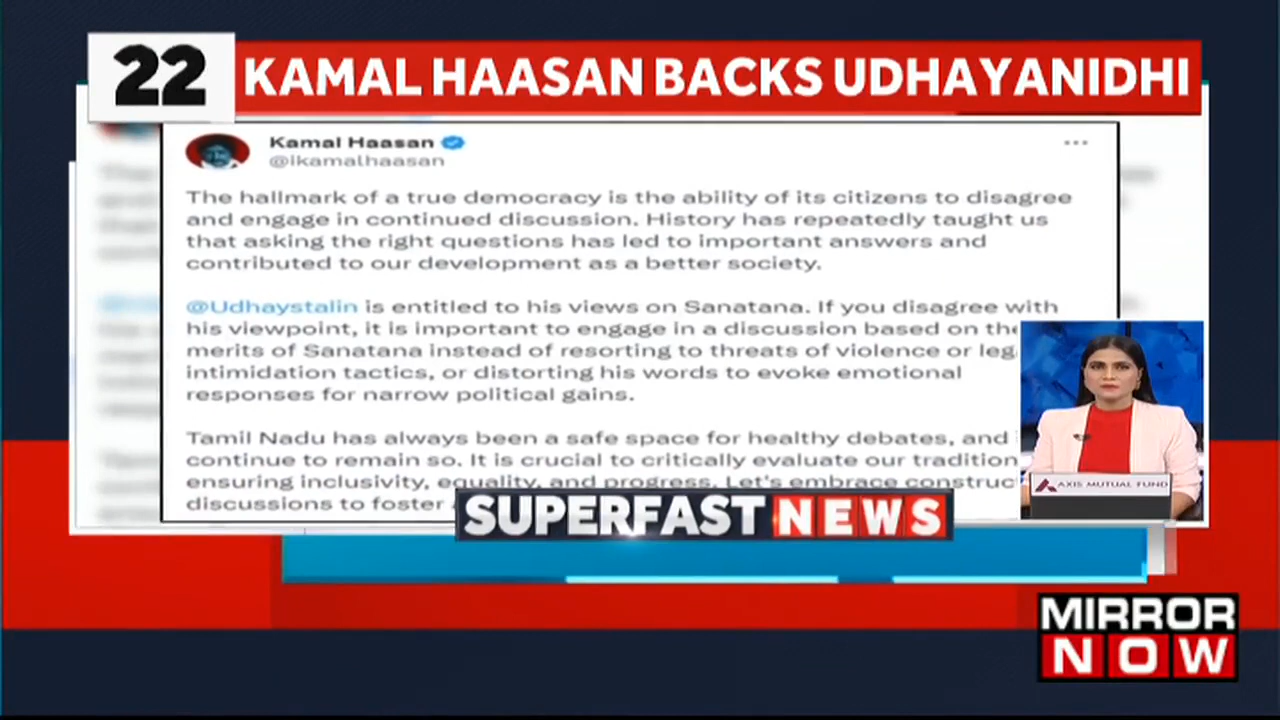 22
KAMAL HAASAN BACKS UDHAYANIDHI
Kamal Haasan
@ikamalhaasan
The hallmark of a true democracy is the ability of its citizens to disagree
and engage in continued discussion. History has repeatedly taught us
that asking the right questions has led to important answers and
contributed to our development as a better society.
@Udhaystalin is entitled to his views on Sanatana. If you disagree with
his viewpoint, it is important to engage in a discussion based on the
merits of Sanatana instead of resorting to threats of violence or
intimidation tactics, or distorting his words to evoke emotional
responses for narrow political gains.
Tamil Nadu has always been a safe space for healthy debates, and
continue to remain so. It is crucial to critically evaluate our
ensuring inclusivity, equality, and progress. Let's embrace
discussions to foster
AXIS MUTUAL FUND
SUPERFAST NEWS
MIRROR
NOW